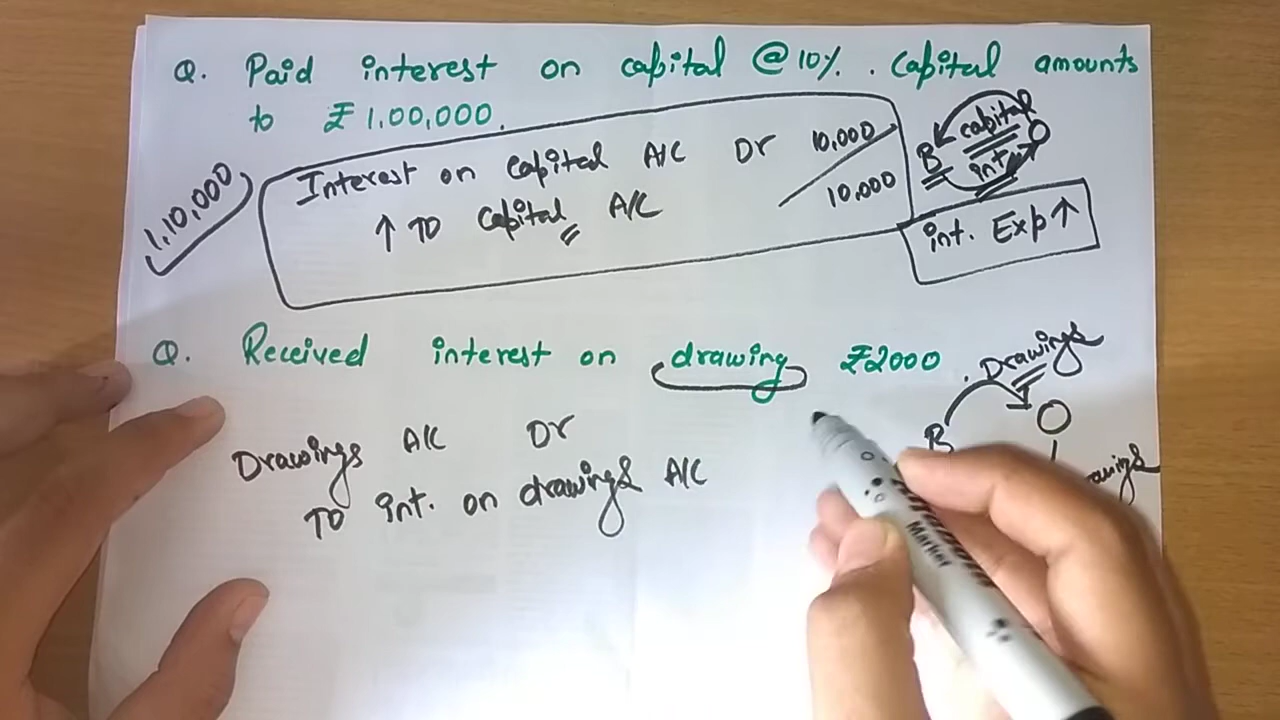 Q. Paid interest on capital @ 10%. Capital amounts
to ₹ 1,00,000.
Interest on capital A/C Dr 10,000
↑ TO capital A/C 10,000
1,10,000
capital
B O
int
int. Exp ↑
Q. Received interest on drawing ₹2000
Drawings
B O
Drawings A/C Dr
TO int. on drawings A/C
Marker